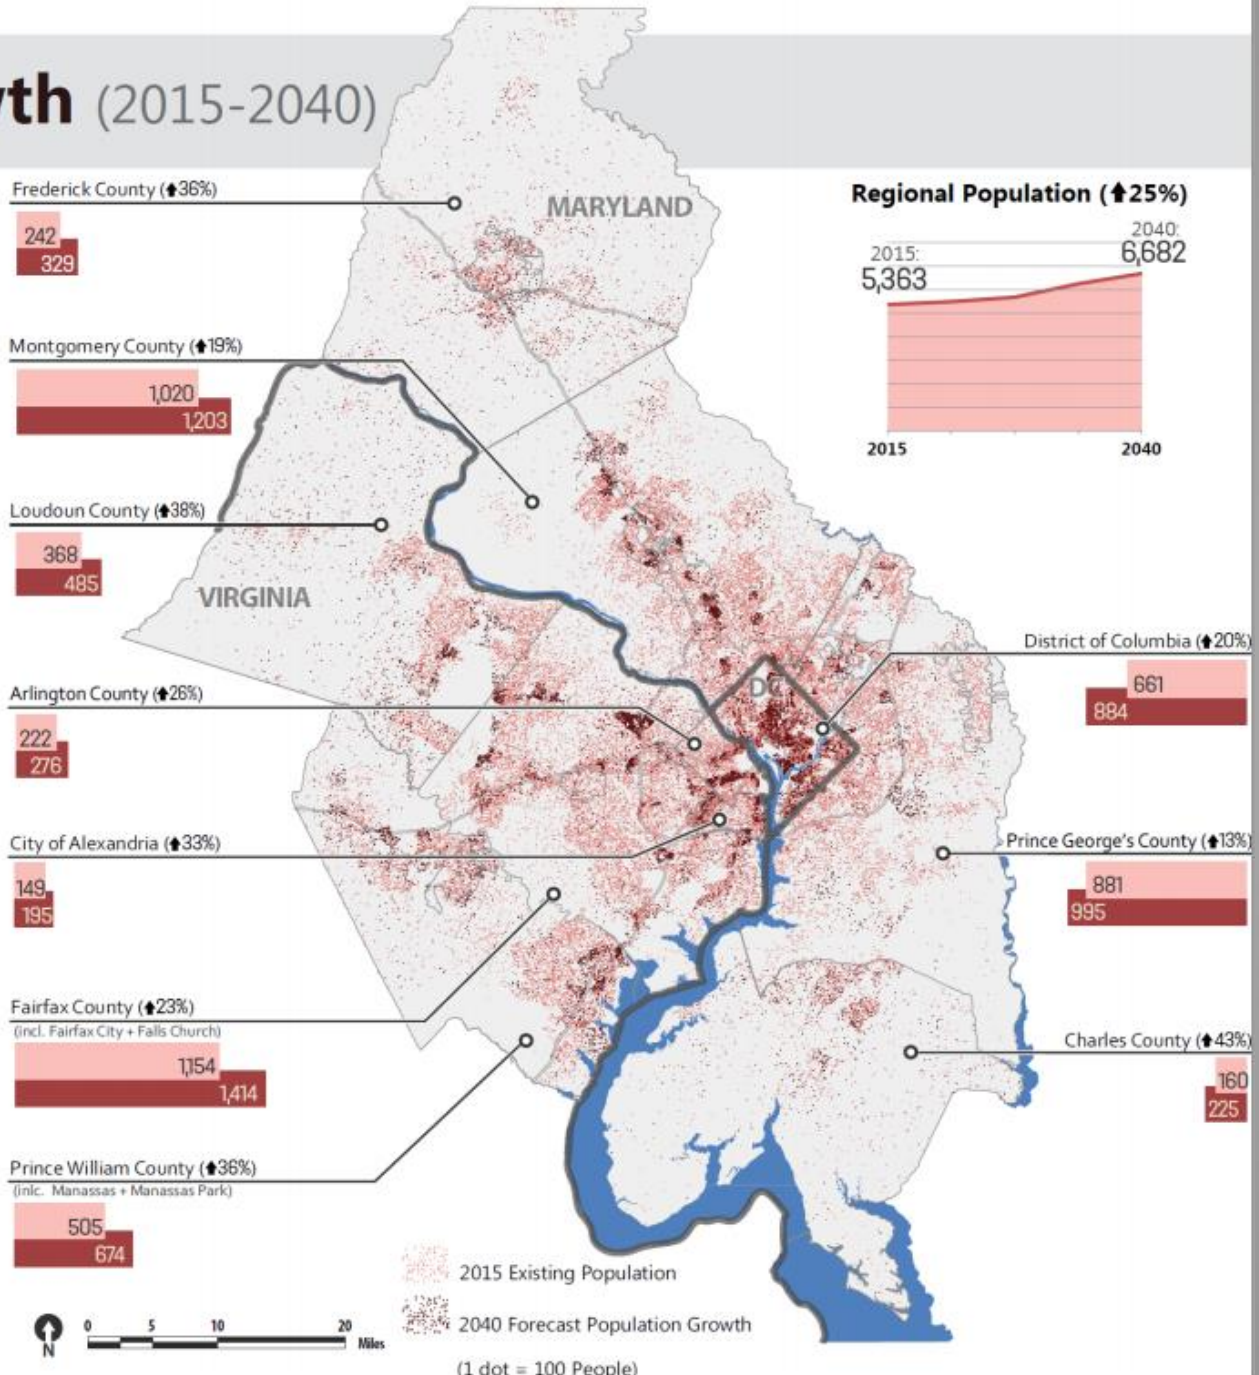 th (2015-2040)
Frederick County (⬆36%)
242
329
MARYLAND
Regional Population (⬆25%)
2015:
5,363
2040:
6,682
2015
2040
Montgomery County (⬆19%)
1,020
1,203
Loudoun County (⬆38%)
368
485
VIRGINIA
District of Columbia (⬆20%)
661
884
DC
Arlington County (⬆26%)
222
276
City of Alexandria (⬆33%)
149
195
Prince George's County (⬆13%)
881
995
Fairfax County (⬆23%)
(incl. Fairfax City + Falls Church)
1,154
1,414
Charles County (⬆43%)
160
225
Prince William County (⬆36%)
(inlc. Manassas + Manassas Park)
505
674
2015 Existing Population
2040 Forecast Population Growth
(1 dot = 100 People)
N
0 5 10 20 Miles